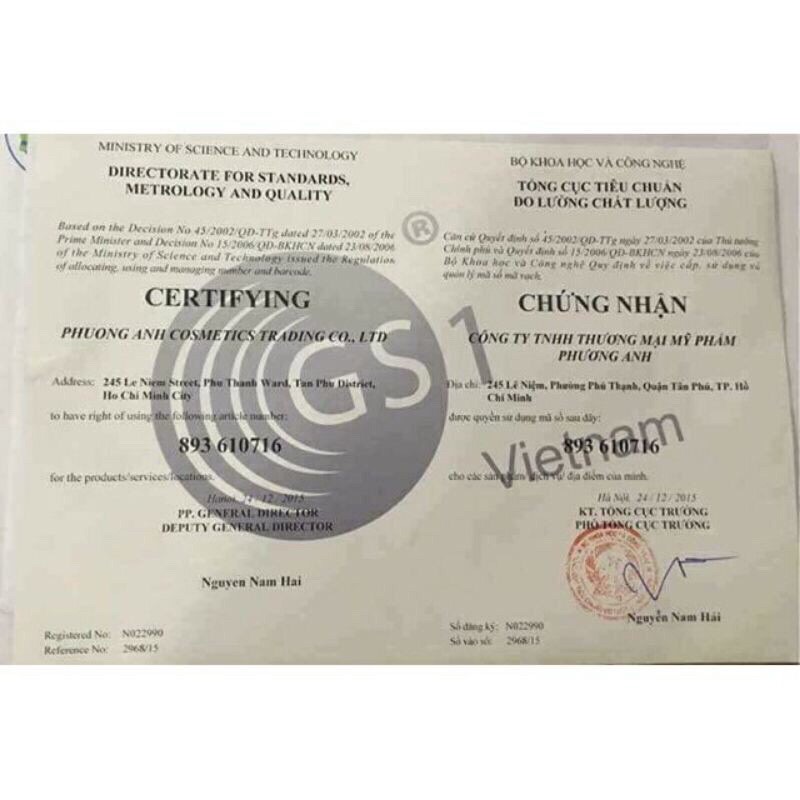 MINISTRY OF SCIENCE AND TECHNOLOGY
DIRECTORATE FOR STANDARDS,
METROLOGY AND QUALITY
Based on the Decision No 45/2002/QĐ-TTg dated 27/03/2002 of the
Prime Minister and Decision No 15/2006/QĐ-BKHCN dated 23/08/2006
of the Ministry of Science and Technology issued the Regulation
of allocating, using and managing number and barcode.
CERTIFYING
PHUONG ANH COSMETICS TRADING CO., LTD
Address: 245 Le Niem Street, Phu Thanh Ward, Tan Phu District,
Ho Chi Minh City
to have right of using the following article number:
893 610716
for the products/services/locations.
Hanoi, 24/12/2015
PP. GENERAL DIRECTOR
DEPUTY GENERAL DIRECTOR
Nguyen Nam Hai
Registered No: N022990
Reference No: 2968/15
BỘ KHOA HỌC VÀ CÔNG NGHỆ
TỔNG CỤC TIÊU CHUẨN
ĐO LƯỜNG CHẤT LƯỢNG
Căn cứ Quyết định số 45/2002/QĐ-TTg ngày 27/03/2002 của Thủ tướng
Chính phủ và Quyết định số 15/2006/QĐ-BKHCN ngày 23/08/2006 của
Bộ Khoa học và Công nghệ Quy định về việc cấp, sử dụng và
quản lý mã số mã vạch.
CHỨNG NHẬN
CÔNG TY TNHH THƯƠNG MẠI MỸ PHẨM
PHƯƠNG ANH
Địa chỉ: 245 Lê Niệm, Phường Phú Thạnh, Quận Tân Phú, TP. Hồ
Chí Minh
được quyền sử dụng mã số sau đây:
893 610716
cho các sản phẩm/dịch vụ/ địa điểm của mình.
Hà Nội, 24/12/2015
KT. TỔNG CỤC TRƯỞNG
PHÓ TỔNG CỤC TRƯỞNG
Nguyễn Nam Hải
Số đăng ký: N022990
Số vào sổ: 2968/15
GS1
Vietnam
®